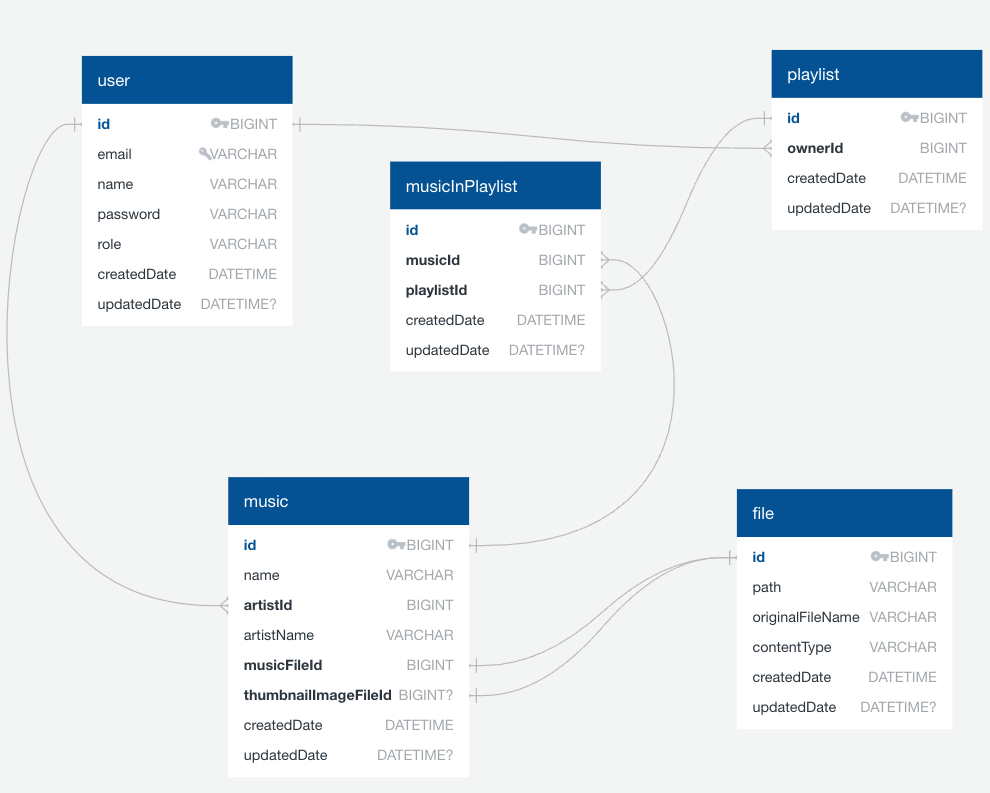 user
id BIGINT
email VARCHAR
name VARCHAR
password VARCHAR
role VARCHAR
createdDate DATETIME
updatedDate DATETIME?
playlist
id BIGINT
ownerId BIGINT
createdDate DATETIME
updatedDate DATETIME?
musicInPlaylist
id BIGINT
musicId BIGINT
playlistId BIGINT
createdDate DATETIME
updatedDate DATETIME?
music
id BIGINT
name VARCHAR
artistId BIGINT
artistName VARCHAR
musicFileId BIGINT
thumbnailImageFileId BIGINT?
createdDate DATETIME
updatedDate DATETIME?
file
id BIGINT
path VARCHAR
originalFileName VARCHAR
contentType VARCHAR
createdDate DATETIME
updatedDate DATETIME?